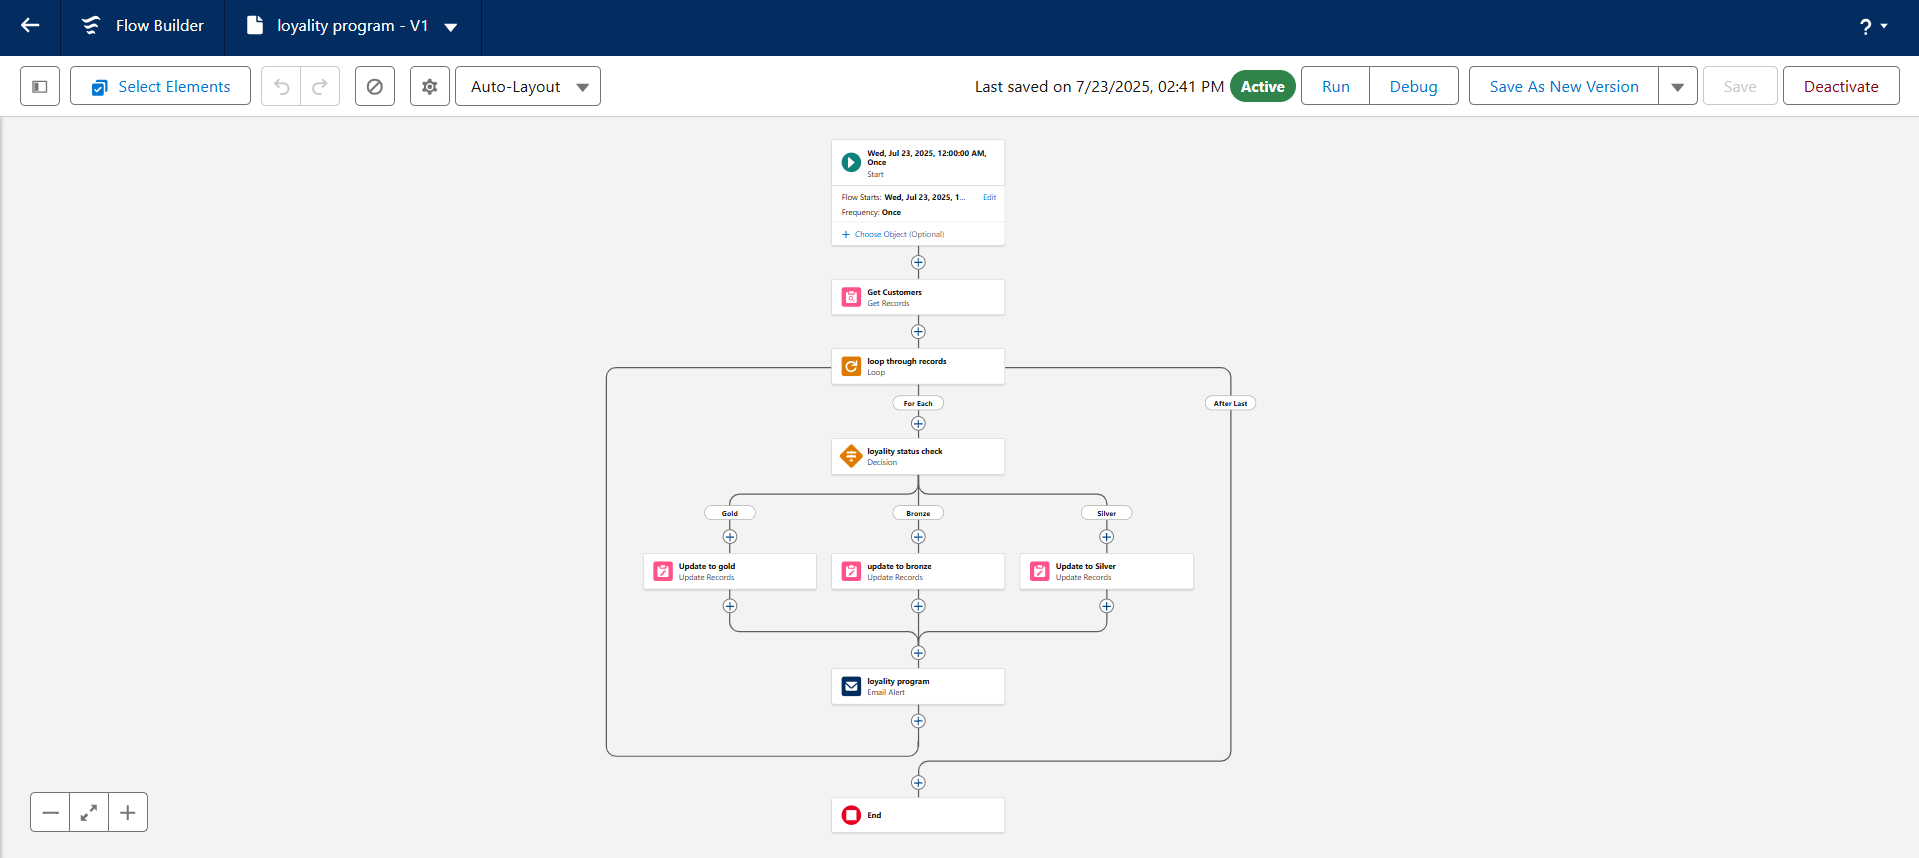 Flow Builder
loyality program - V1
?
Select Elements
Auto-Layout
Last saved on 7/23/2025, 02:41 PM
Active
Run
Debug
Save As New Version
Save
Deactivate
Wed, Jul 23, 2025, 12:00:00 AM,
Once
Start
Flow Starts: Wed, Jul 23, 2025, 1... Edit
Frequency: Once
+ Choose Object (Optional)
Get Customers
Get Records
loop through records
Loop
For Each
After Last
loyality status check
Decision
Gold
Bronze
Silver
Update to gold
Update Records
update to bronze
Update Records
Update to Silver
Update Records
loyality program
Email Alert
End